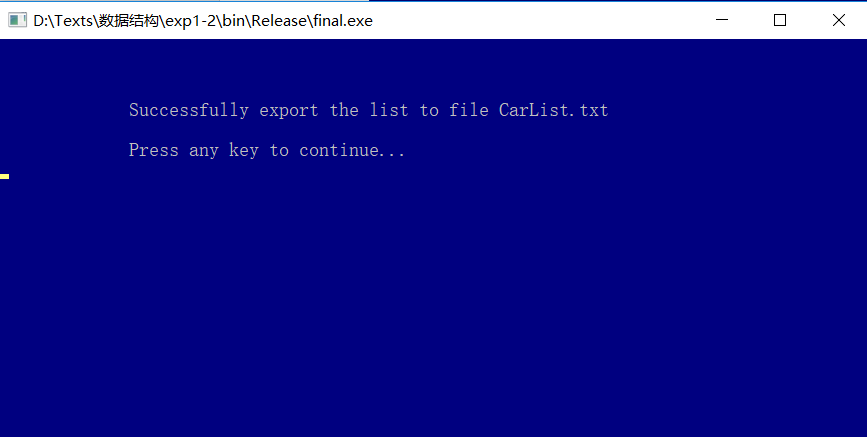 D:\Texts\数据结构\exp1-2\bin\Release\final.exe
Successfully export the list to file CarList.txt
Press any key to continue...